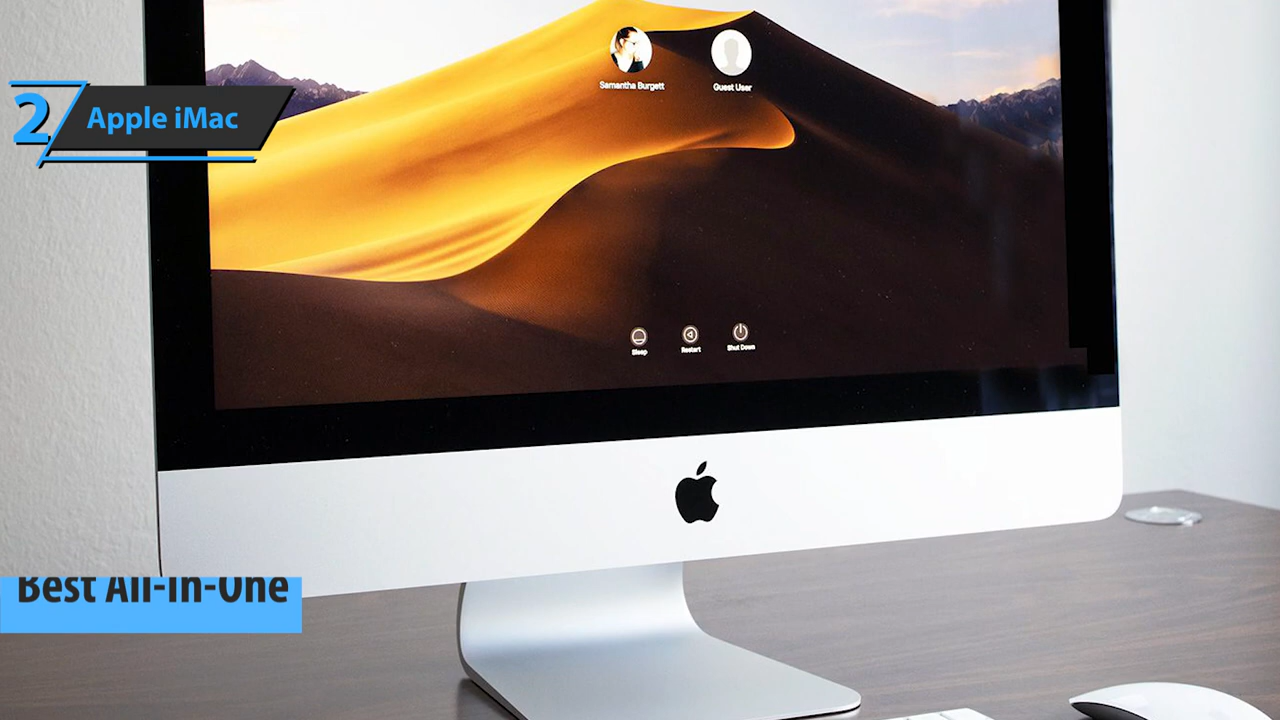 Samantha Burgett
Guest User
2
Apple iMac
Sleep
Restart
Shut Down
Best All-In-One